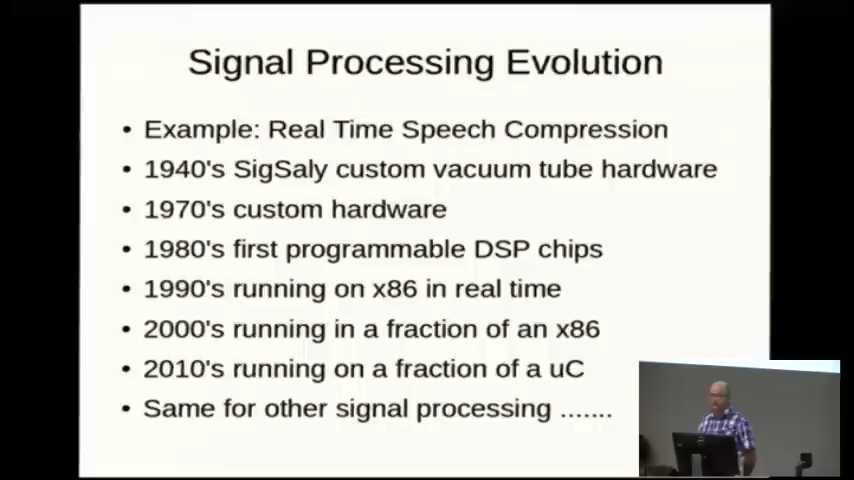 Signal Processing Evolution
• Example: Real Time Speech Compression
• 1940's SigSaly custom vacuum tube hardware
• 1970's custom hardware
• 1980's first programmable DSP chips
• 1990's running on x86 in real time
• 2000's running in a fraction of an x86
• 2010's running on a fraction of a uC
• Same for other signal processing .......